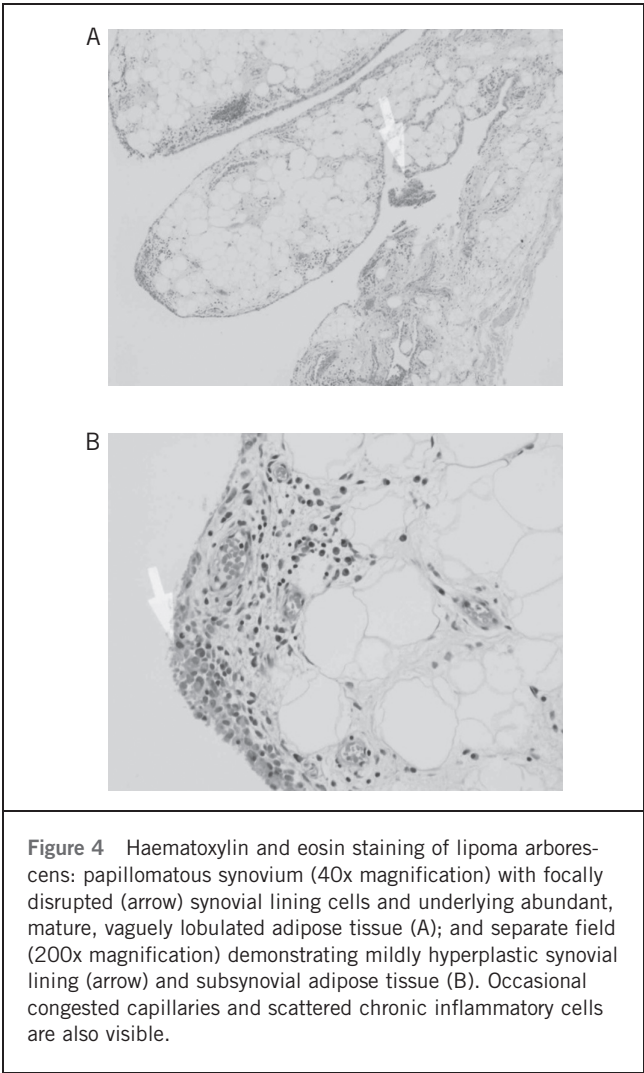 A
B
Figure 4 Haematoxylin and eosin staining of lipoma arbores-
cens: papillomatous synovium (40x magnification) with focally
disrupted (arrow) synovial lining cells and underlying abundant,
mature, vaguely lobulated adipose tissue (A); and separate field
(200x magnification) demonstrating mildly hyperplastic synovial
lining (arrow) and subsynovial adipose tissue (B). Occasional
congested capillaries and scattered chronic inflammatory cells
are also visible.